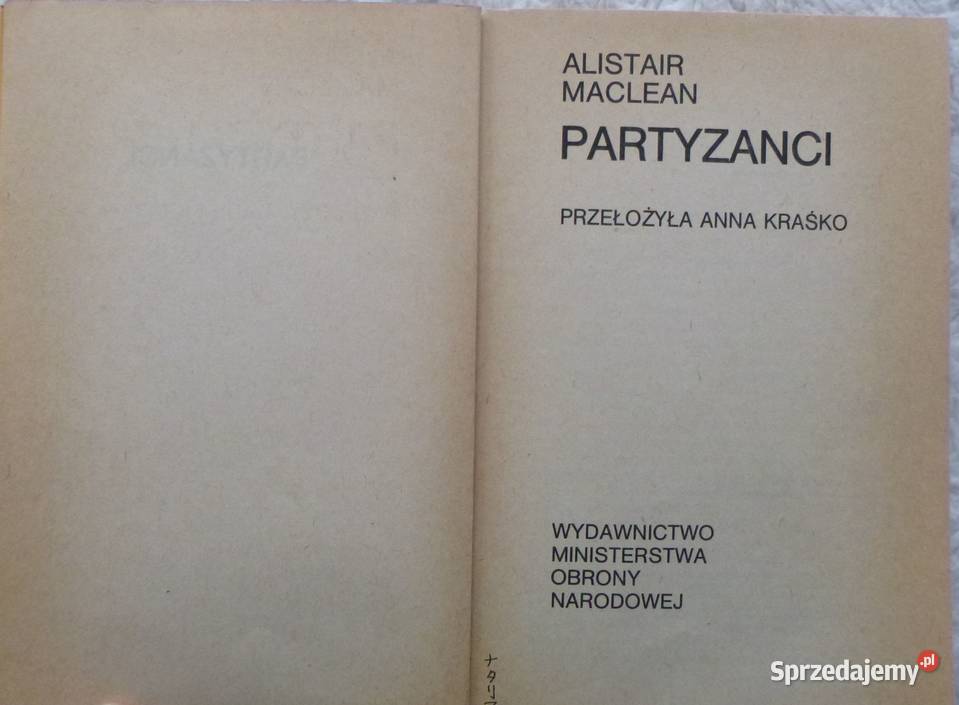 ALISTAIR
MACLEAN
PARTYZANCI
PRZEŁOŻYŁA ANNA KRAŚKO
WYDAWNICTWO
MINISTERSTWA
OBRONY
NARODOWEJ
Sprzedajemy.pl